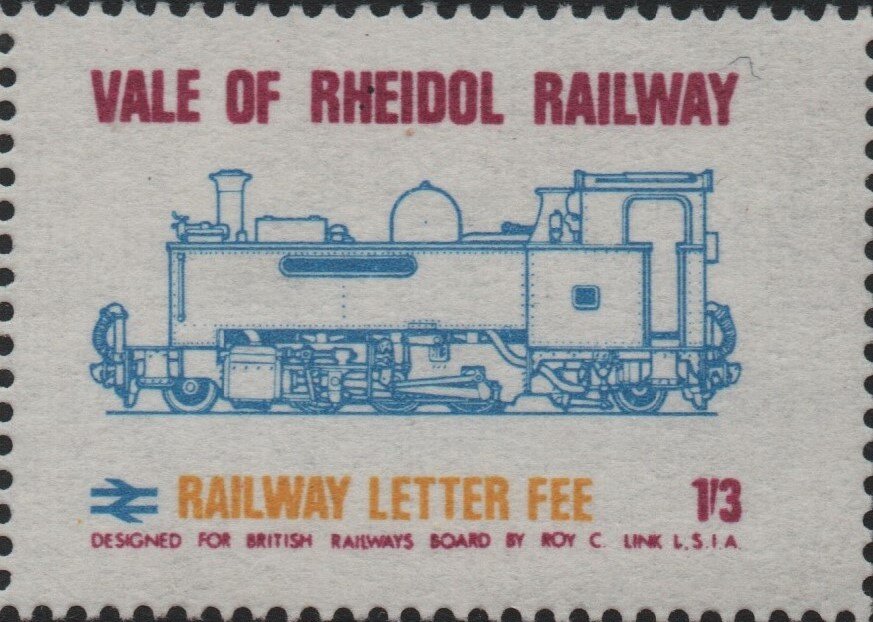 VALE OF RHEIDOL RAILWAY
RAILWAY LETTER FEE 1'/3
DESIGNED FOR BRITISH RAILWAYS BOARD BY ROY C. LINK L.S.I.A.